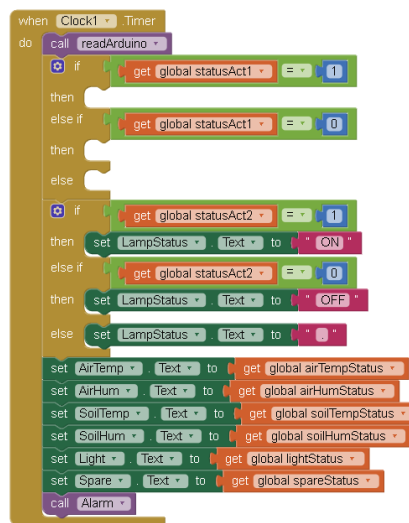 when Clock1 .Timer
do call readArduino
if get global statusAct1 = 1
then
else if get global statusAct1 = 0
then
else
if get global statusAct2 = 1
then set LampStatus . Text to " ON "
else if get global statusAct2 = 0
then set LampStatus . Text to " OFF "
else set LampStatus . Text to " . "
set AirTemp . Text to get global airTempStatus
set AirHum . Text to get global airHumStatus
set SoilTemp . Text to get global soilTempStatus
set SoilHum . Text to get global soilHumStatus
set Light . Text to get global lightStatus
set Spare . Text to get global spareStatus
call Alarm